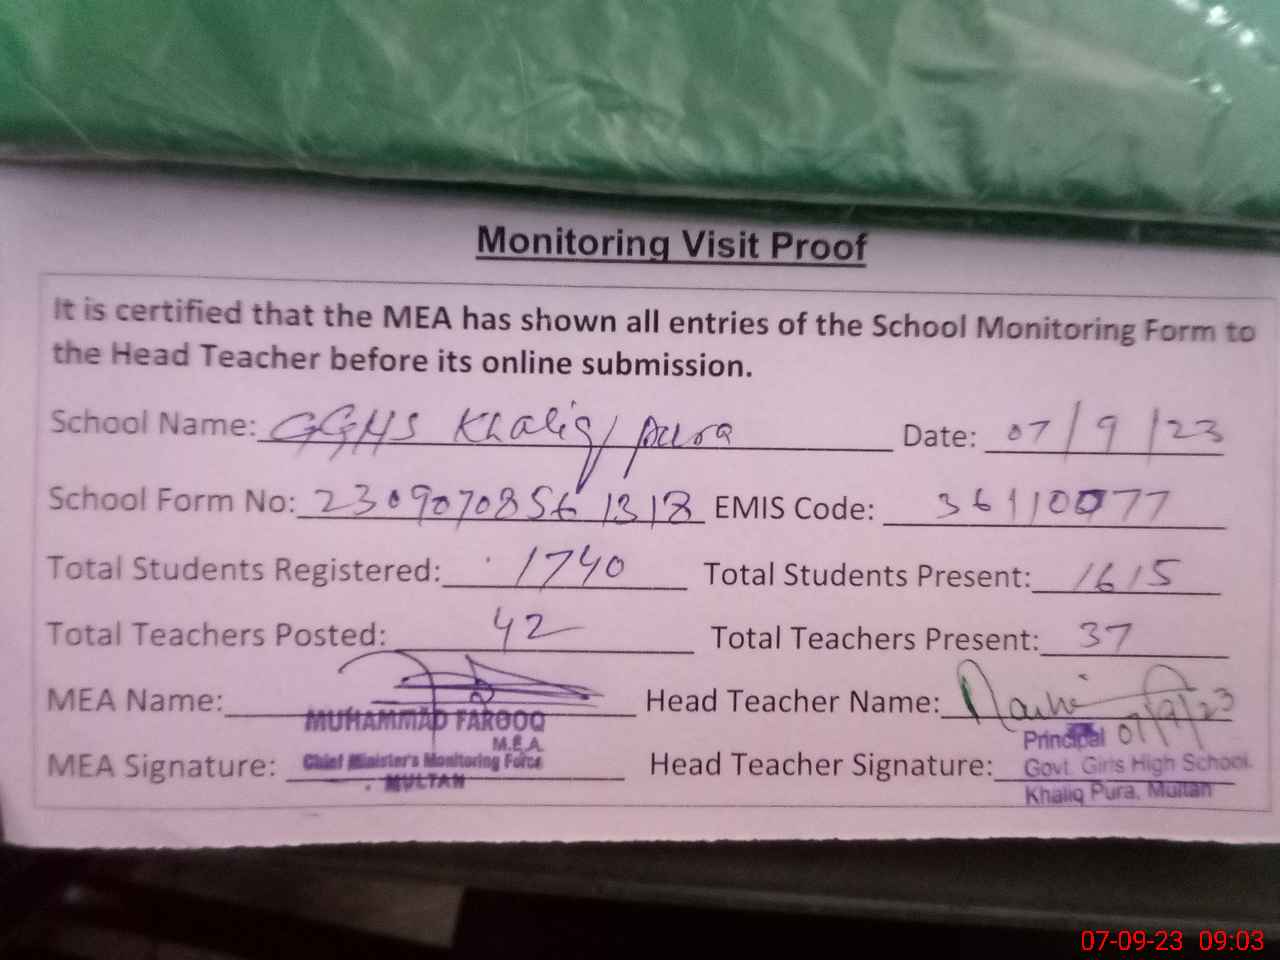 Monitoring Visit Proof
It is certified that the MEA has shown all entries of the School Monitoring Form to
the Head Teacher before its online submission.
School Name: GGHS Khaliq pura Date: 07/9/23
School Form No: 23090708561318 EMIS Code: 36110077
Total Students Registered: 1740 Total Students Present: 1615
Total Teachers Posted: 42 Total Teachers Present: 37
MEA Name: Head Teacher Name: 07/9/23
MUHAMMAD FAROOQ
M.E.A.
Chief Minister's Monitoring Force
MULTAN
MEA Signature: Head Teacher Signature:
Principal
Govt. Girls High School.
Khaliq Pura, Multan
07-09-23 09:03